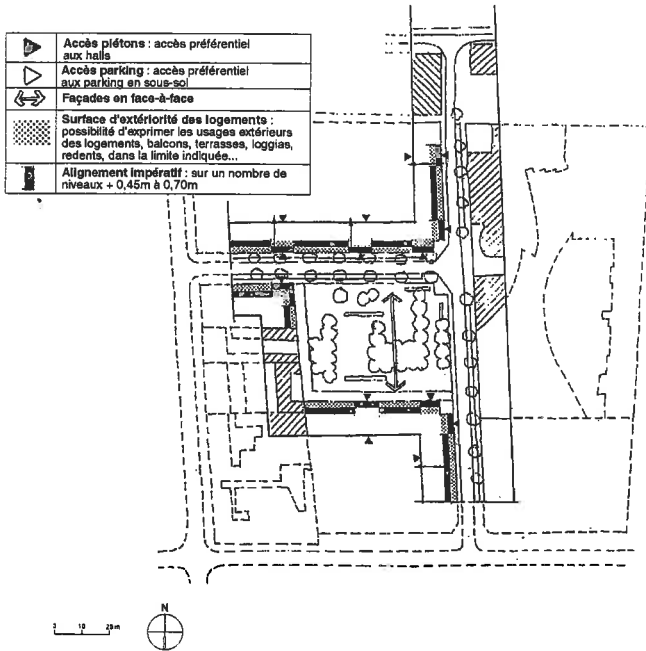 Accès piétons : accès préférentiel
aux halls
Accès parking : accès préférentiel
aux parking en sous-sol
Façades en face-à-face
Surface d'extériorité des logements :
possibilité d'exprimer les usages extérieurs
des logements, balcons, terrasses, loggias,
redents, dans la limite indiquée...
Alignement impératif : sur un nombre de
niveaux + 0,45m à 0,70m
N
10 20m